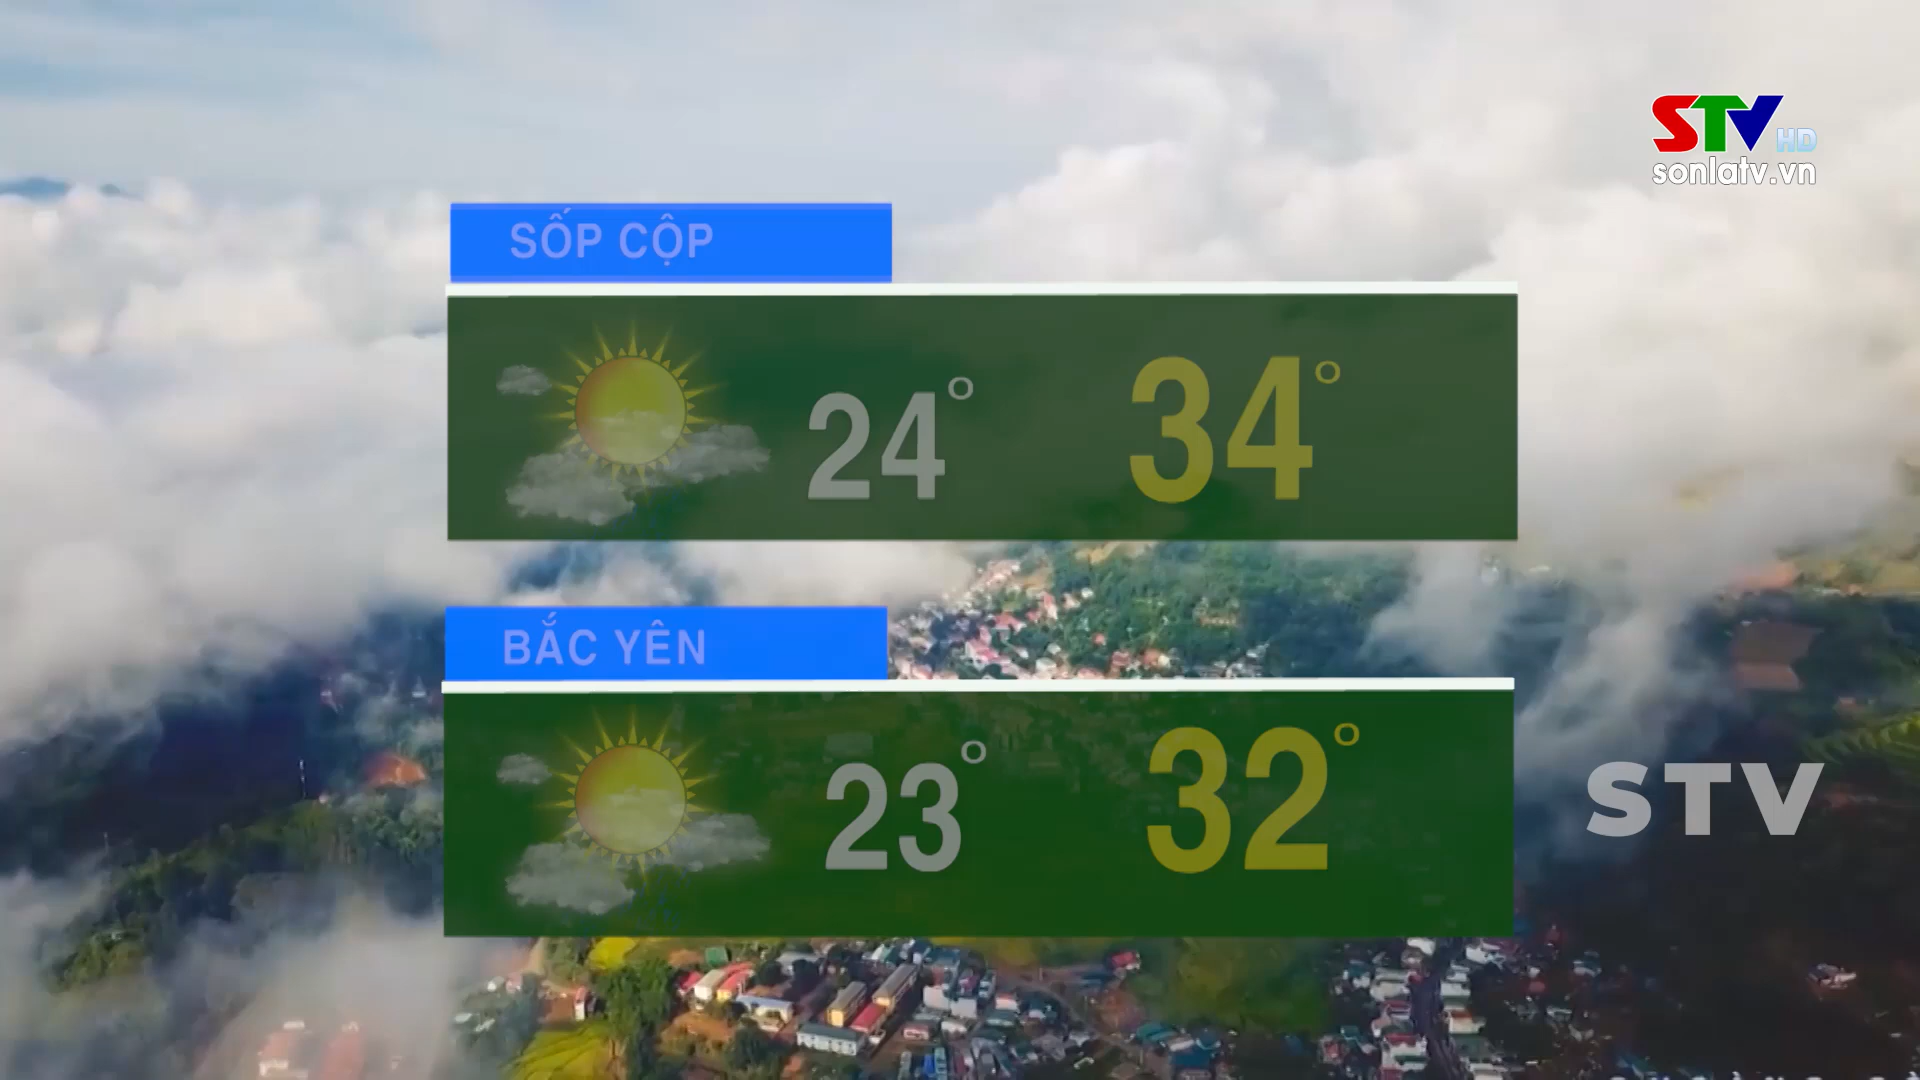 STV HD
sonlatv.vn
SỐP CỘP
24° 34°
BẮC YÊN
23° 32°
STV